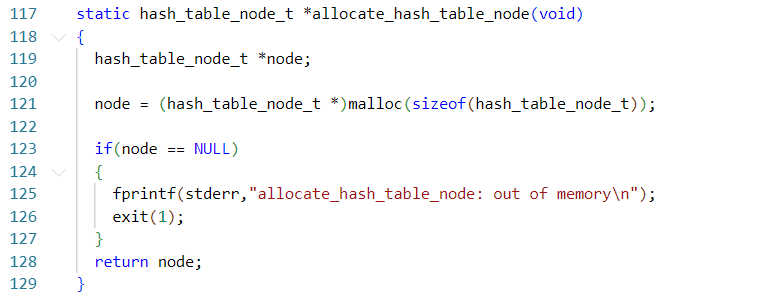 117 static hash_table_node_t *allocate_hash_table_node(void)
118 {
119 hash_table_node_t *node;
120
121 node = (hash_table_node_t *)malloc(sizeof(hash_table_node_t));
122
123 if(node == NULL)
124 {
125 fprintf(stderr,"allocate_hash_table_node: out of memory\n");
126 exit(1);
127 }
128 return node;
129 }